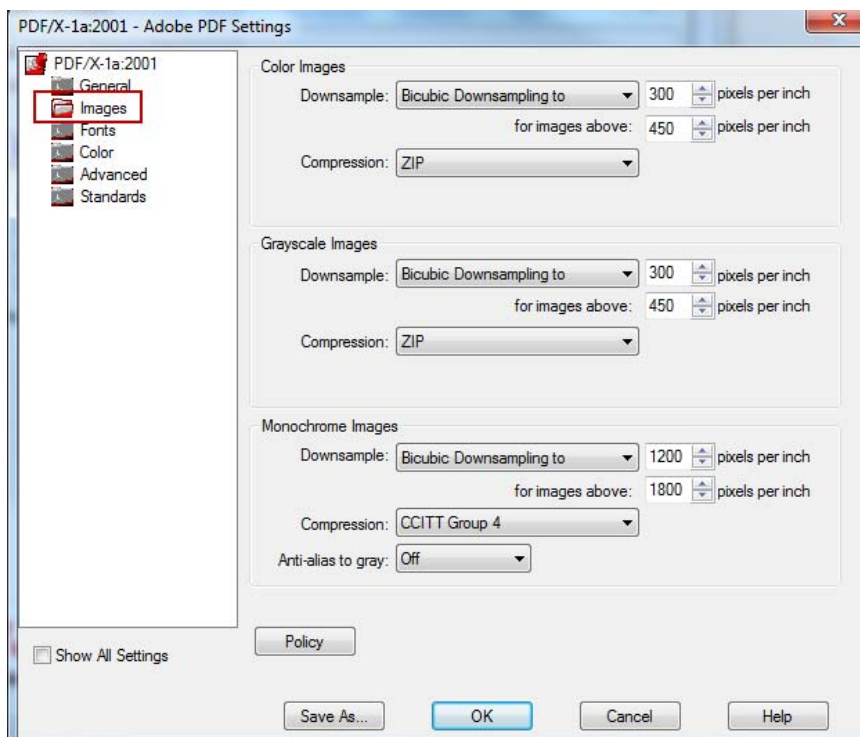 PDF/X-1a:2001 - Adobe PDF Settings
PDF/X-1a:2001
General
Images
Fonts
Color
Advanced
Standards
Show All Settings
Color Images
Downsample: Bicubic Downsampling to 300 pixels per inch
for images above: 450 pixels per inch
Compression: ZIP
Grayscale Images
Downsample: Bicubic Downsampling to 300 pixels per inch
for images above: 450 pixels per inch
Compression: ZIP
Monochrome Images
Downsample: Bicubic Downsampling to 1200 pixels per inch
for images above: 1800 pixels per inch
Compression: CCITT Group 4
Anti-alias to gray: Off
Policy
Save As... OK Cancel Help